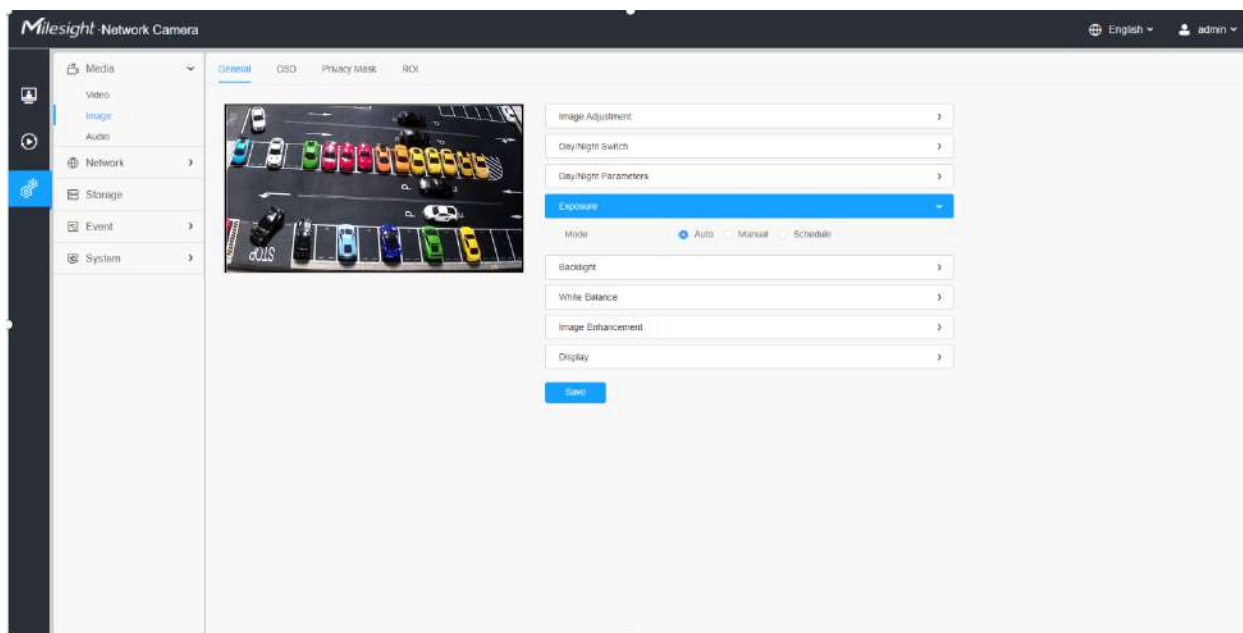 Milesight -Network Camera
English
admin
Media
Video
Image
Audio
Network
Storage
Event
System
General OSD Privacy Mask ROI
STOP
P
P
P
Image Adjustment
Day/Night Switch
Day/Night Parameters
Exposure
Mode Auto Manual Schedule
Backlight
White Balance
Image Enhancement
Display
Save